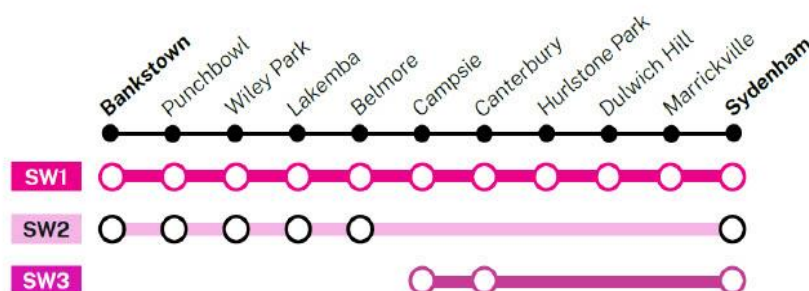 Bankstown
Punchbowl
Wiley Park
Lakemba
Belmore
Campsie
Canterbury
Hurlstone Park
Dulwich Hill
Marrickville
Sydenham
SW1
SW2
SW3